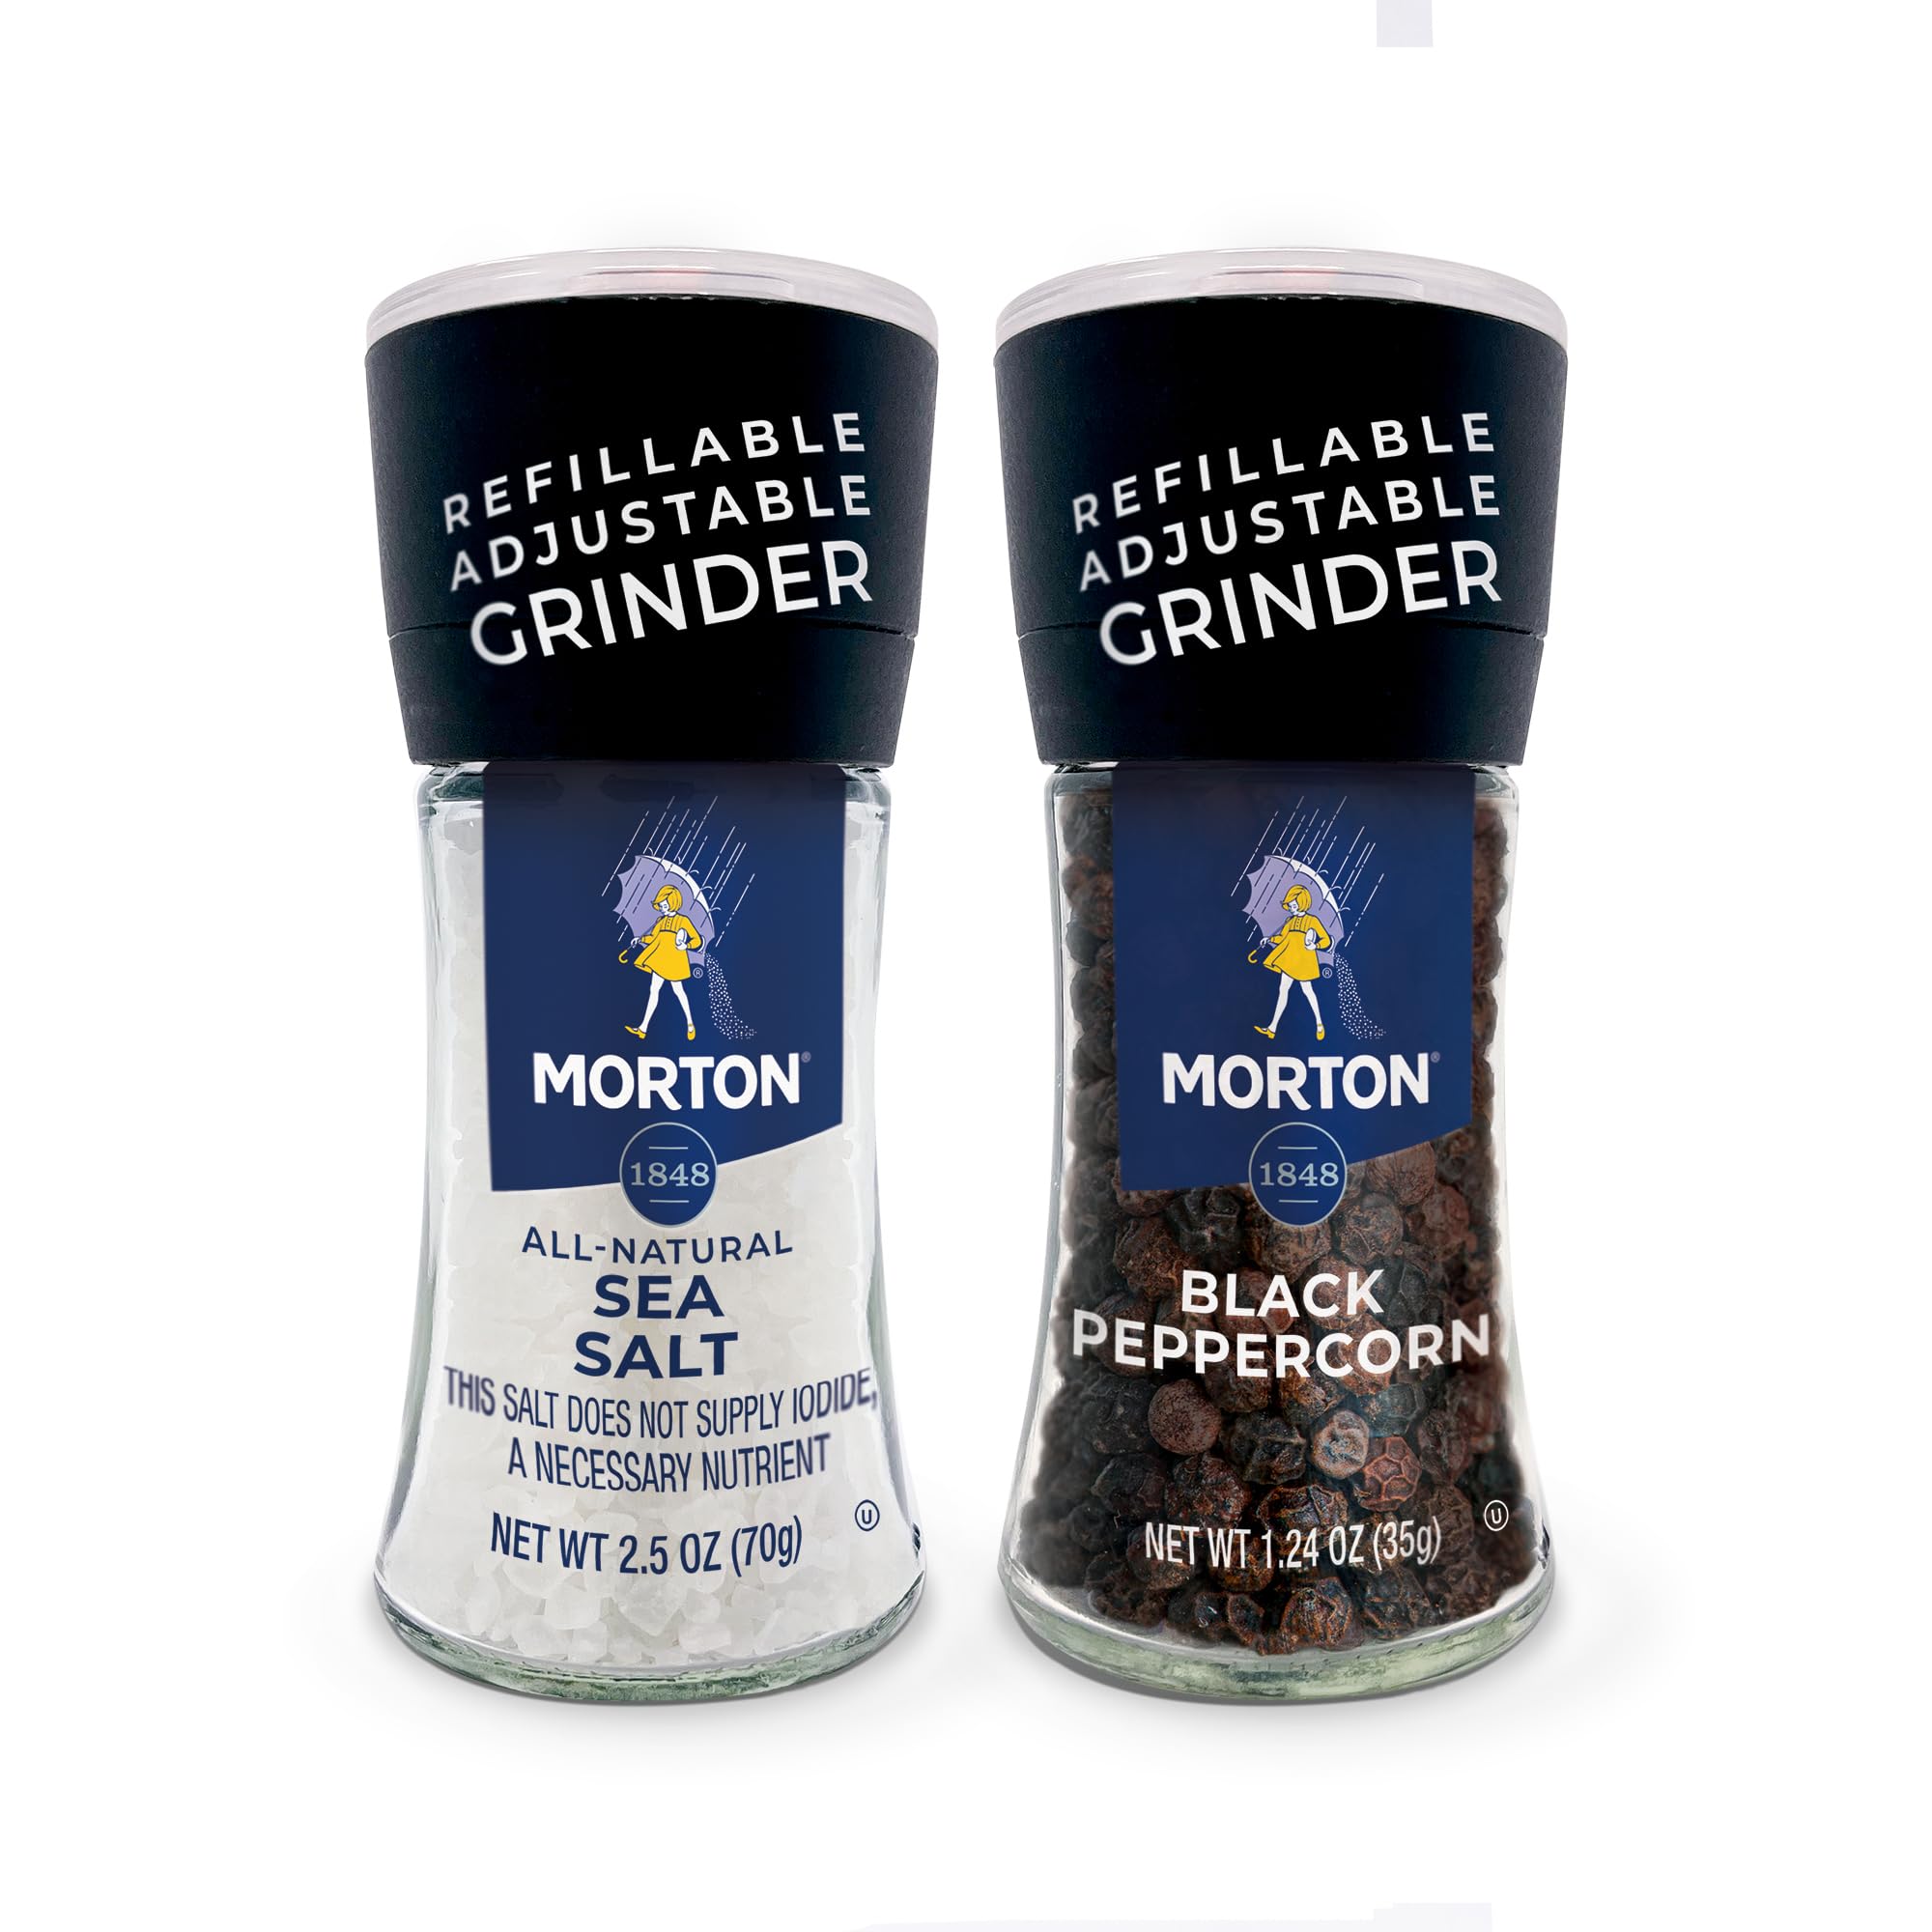 REFILLABLE
ADJUSTABLE
GRINDER
MORTON®
1848
ALL-NATURAL
SEA
SALT
THIS SALT DOES NOT SUPPLY IODIDE,
A NECESSARY NUTRIENT
NET WT 2.5 OZ (70g)
U
REFILLABLE
ADJUSTABLE
GRINDER
MORTON®
1848
BLACK
PEPPERCORN
NET WT 1.24 OZ (35g)
U